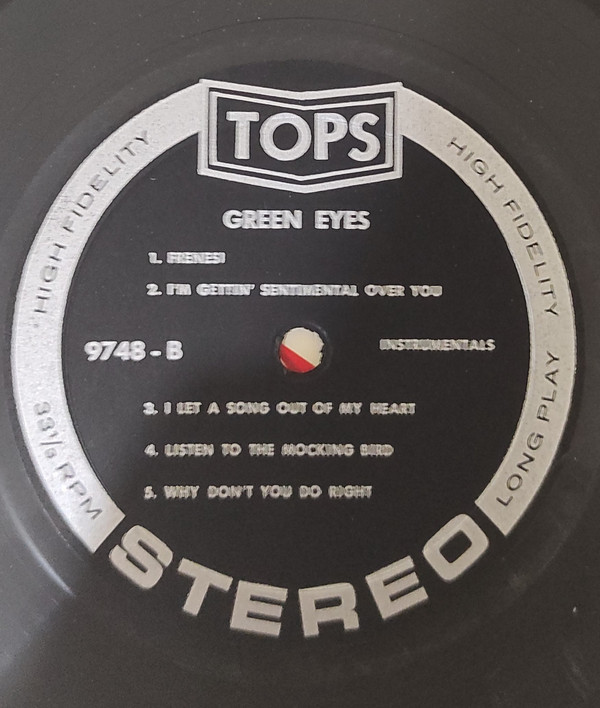 TOPS
HIGH FIDELITY
HIGH FIDELITY
GREEN EYES
1. FRENESI
2. I'M GETTIN' SENTIMENTAL OVER YOU
9748-B
INSTRUMENTALS
3. I LET A SONG OUT OF MY HEART
4. LISTEN TO THE MOCKING BIRD
5. WHY DON'T YOU DO RIGHT
33⅓ RPM
LONG PLAY
STEREO